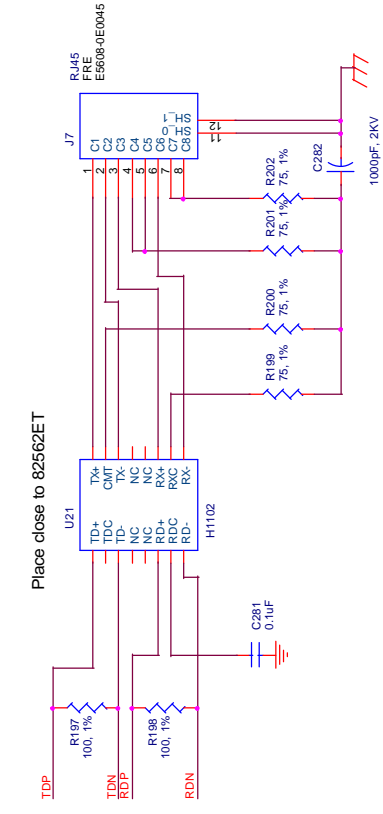 Place close to 82562ET
RJ45
FRE
E5608-0E0045
J7
C1
C2
C3
C4
C5
C6
C7
C8
SH_0
SH_1
1
2
3
4
5
6
7
8
11
12
R202
75, 1%
R201
75, 1%
R200
75, 1%
R199
75, 1%
C282
1000pF, 2KV
U21
TD+
TDC
TD-
NC
NC
RD+
RDC
RD-
TX+
CMT
TX-
NC
NC
RX+
RXC
RX-
H1102
C281
0.1uF
R197
100, 1%
R198
100, 1%
TDP
TDN
RDP
RDN